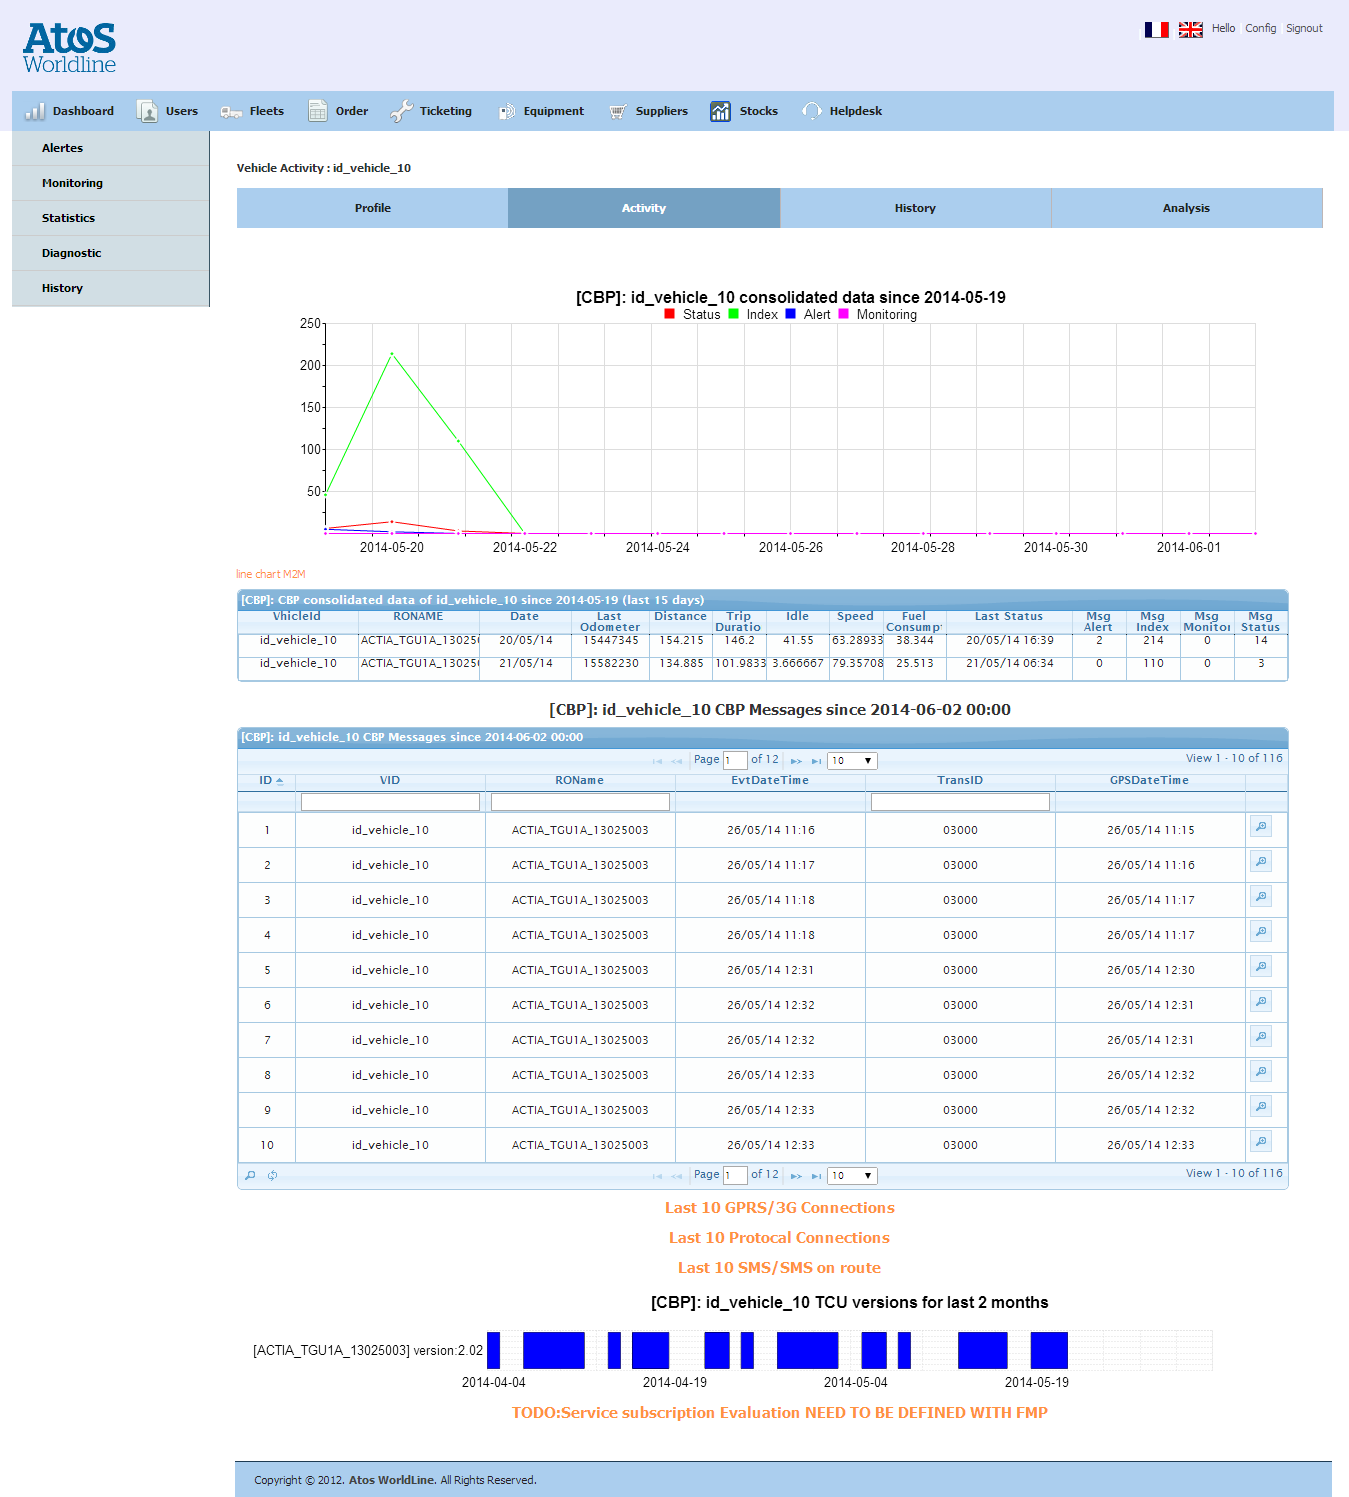 Atos
Worldline
Hello Config Signout
Dashboard Users Fleets Order Ticketing Equipment Suppliers Stocks Helpdesk
Alertes
Monitoring
Statistics
Diagnostic
History
Vehicle Activity : id_vehicle_10
Profile Activity History Analysis
[CBP]: id_vehicle_10 consolidated data since 2014-05-19
Status Index Alert Monitoring
250
200
150
100
50
2014-05-20 2014-05-22 2014-05-24 2014-05-26 2014-05-28 2014-05-30 2014-06-01
line chart M2M
[CBP]: CBP consolidated data of id_vehicle_10 since 2014-05-19 (last 15 days)
VhicleId RONAME Date Last Odometer Distance Trip Duratio Idle Speed Fuel Consump Last Status Msg Alert Msg Index Msg Monitor Msg Status
id_vehicle_10 ACTIA_TGU1A_13025 20/05/14 15447345 154.215 146.2 41.55 63.28933 38.344 20/05/14 16:39 2 214 0 14
id_vehicle_10 ACTIA_TGU1A_13025 21/05/14 15582230 134.885 101.9833 3.666667 79.35708 25.513 21/05/14 06:34 0 110 0 3
[CBP]: id_vehicle_10 CBP Messages since 2014-06-02 00:00
[CBP]: id_vehicle_10 CBP Messages since 2014-06-02 00:00
Page 1 of 12 10 View 1 - 10 of 116
ID VID ROName EvtDateTime TransID GPSDateTime
1 id_vehicle_10 ACTIA_TGU1A_13025003 26/05/14 11:16 03000 26/05/14 11:15
2 id_vehicle_10 ACTIA_TGU1A_13025003 26/05/14 11:17 03000 26/05/14 11:16
3 id_vehicle_10 ACTIA_TGU1A_13025003 26/05/14 11:18 03000 26/05/14 11:17
4 id_vehicle_10 ACTIA_TGU1A_13025003 26/05/14 11:18 03000 26/05/14 11:17
5 id_vehicle_10 ACTIA_TGU1A_13025003 26/05/14 12:31 03000 26/05/14 12:30
6 id_vehicle_10 ACTIA_TGU1A_13025003 26/05/14 12:32 03000 26/05/14 12:31
7 id_vehicle_10 ACTIA_TGU1A_13025003 26/05/14 12:32 03000 26/05/14 12:31
8 id_vehicle_10 ACTIA_TGU1A_13025003 26/05/14 12:33 03000 26/05/14 12:32
9 id_vehicle_10 ACTIA_TGU1A_13025003 26/05/14 12:33 03000 26/05/14 12:32
10 id_vehicle_10 ACTIA_TGU1A_13025003 26/05/14 12:33 03000 26/05/14 12:33
Page 1 of 12 10 View 1 - 10 of 116
Last 10 GPRS/3G Connections
Last 10 Protocal Connections
Last 10 SMS/SMS on route
[CBP]: id_vehicle_10 TCU versions for last 2 months
[ACTIA_TGU1A_13025003] version:2.02
2014-04-04 2014-04-19 2014-05-04 2014-05-19
TODO:Service subscription Evaluation NEED TO BE DEFINED WITH FMP
Copyright © 2012. Atos WorldLine. All Rights Reserved.